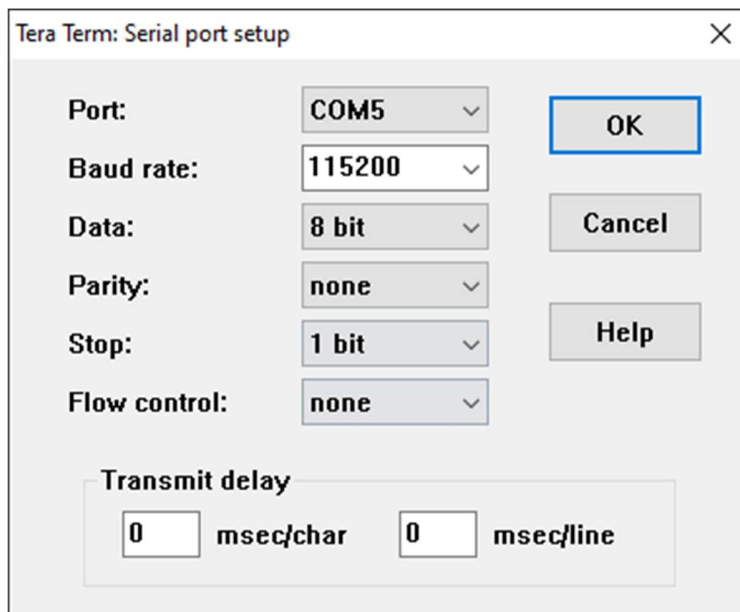 Tera Term: Serial port setup
Port: COM5 OK
Baud rate: 115200
Data: 8 bit Cancel
Parity: none
Stop: 1 bit Help
Flow control: none
Transmit delay
0 msec/char 0 msec/line